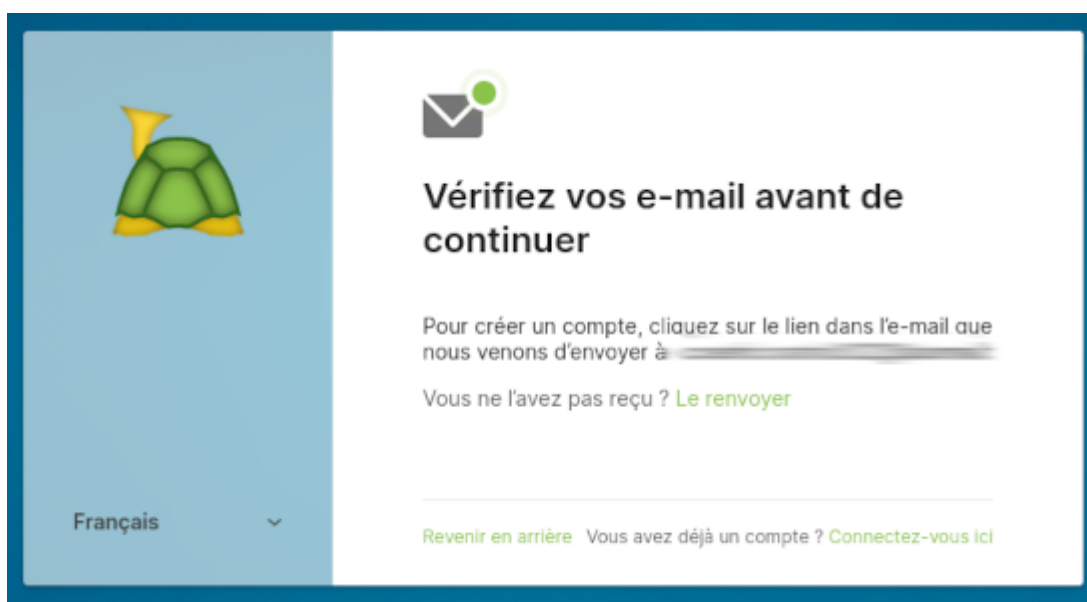 Vérifiez vos e-mail avant de
continuer
Pour créer un compte, cliquez sur le lien dans l'e-mail que
nous venons d'envoyer à
Vous ne l'avez pas reçu ? Le renvoyer
Français
Revenir en arrière Vous avez déjà un compte ? Connectez-vous ici